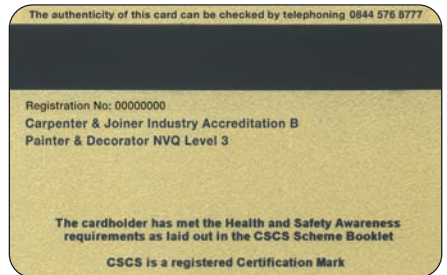 The authenticity of this card can be checked by telephoning 0844 576 8777
Registration No: 00000000
Carpenter & Joiner Industry Accreditation B
Painter & Decorator NVQ Level 3
The cardholder has met the Health and Safety Awareness
requirements as laid out in the CSCS Scheme Booklet
CSCS is a registered Certification Mark